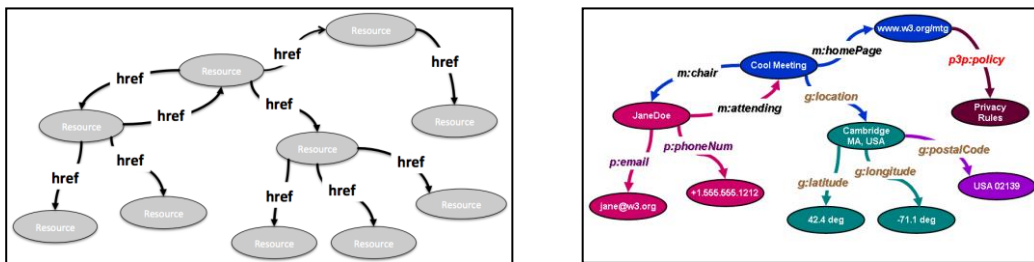 Resource
href
href
Resource
href
href
Resource
Resource
href
href
Resource
href
href
href
href
Resource
Resource
Resource
Resource
Resource
www.w3.org/mtg
m:homePage
p3p:policy
Cool Meeting
m:chair
g:location
m:attending
JaneDoe
Privacy
Rules
Cambridge
MA, USA
p:email
p:phoneNum
g:postalCode
g:latitude
g:longitude
+1.555.555.1212
USA 02139
jane@w3.org
42.4 deg
-71.1 deg